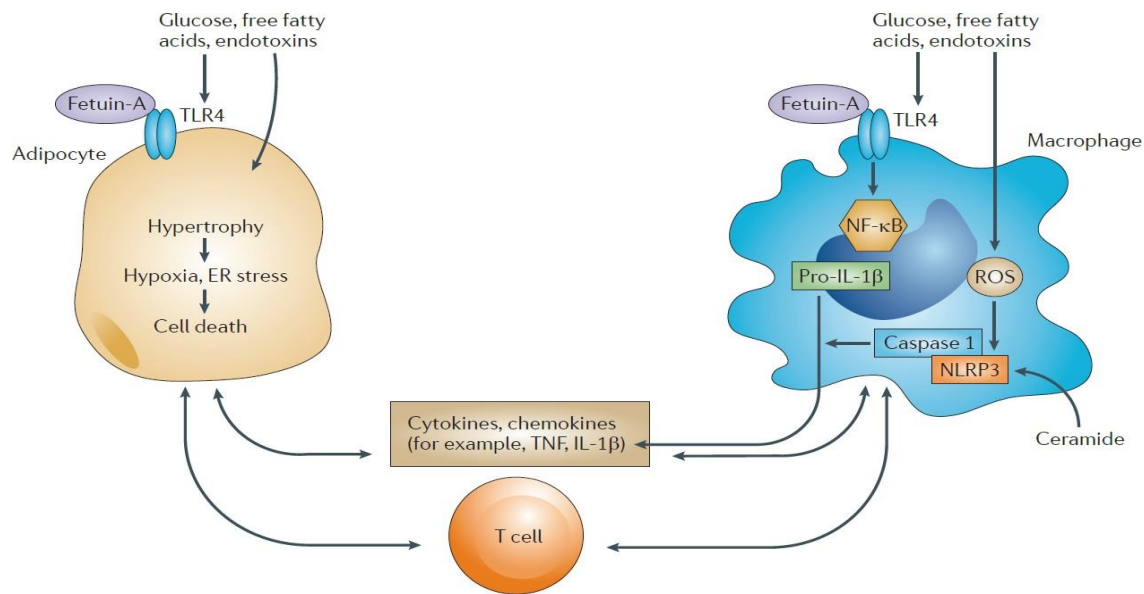 Glucose, free fatty
acids, endotoxins
Fetuin-A
TLR4
Adipocyte
Hypertrophy
Hypoxia, ER stress
Cell death
Glucose, free fatty
acids, endotoxins
Fetuin-A
TLR4
Macrophage
NF-κB
Pro-IL-1β
ROS
Caspase 1
NLRP3
Ceramide
Cytokines, chemokines
(for example, TNF, IL-1β)
T cell